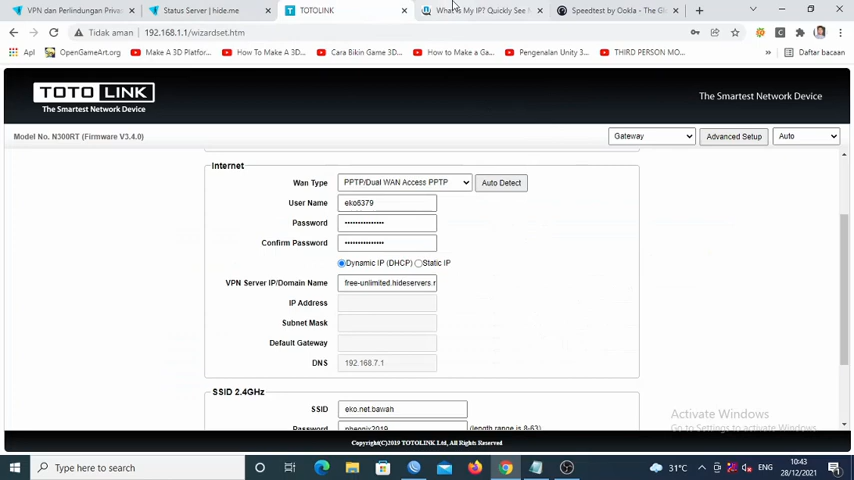 VPN dan Perlindungan Priva
Status Server | hide.me
TOTOLINK
What Is My IP? Quickly See
Speedtest by Ookla - The Gl
Tidak aman 192.168.1.1/wizardset.htm
Apl
OpenGameArt.org
Cara Membuat Game
Make A 3D Platfor...
How To Make A 3D...
Cara Bikin Game 3D...
How to Make a Ga...
Pengenalan Unity 3...
THIRD PERSON MO...
Daftar bacaan
TOTO LINK
The Smartest Network Device
The Smartest Network Device
Model No. N300RT (Firmware V3.4.0)
Gateway
Advanced Setup
Auto
Internet
Wan Type PPTP/Dual WAN Access PPTP Auto Detect
User Name eko6379
Password
Confirm Password
Dynamic IP (DHCP) Static IP
VPN Server IP/Domain Name free-unlimited.hideservers.r
IP Address
Subnet Mask
Default Gateway
DNS 192.168.7.1
SSID 2.4GHz
SSID eko.net.bawah
Password phennix2019 (length range is 8-63)
Activate Windows
Go to Settings to activate Windows.
Copyright(C)2019 TOTOLINK Ltd, All Rights Reserved
Type here to search
31°C
ENG
10:43
28/12/2021